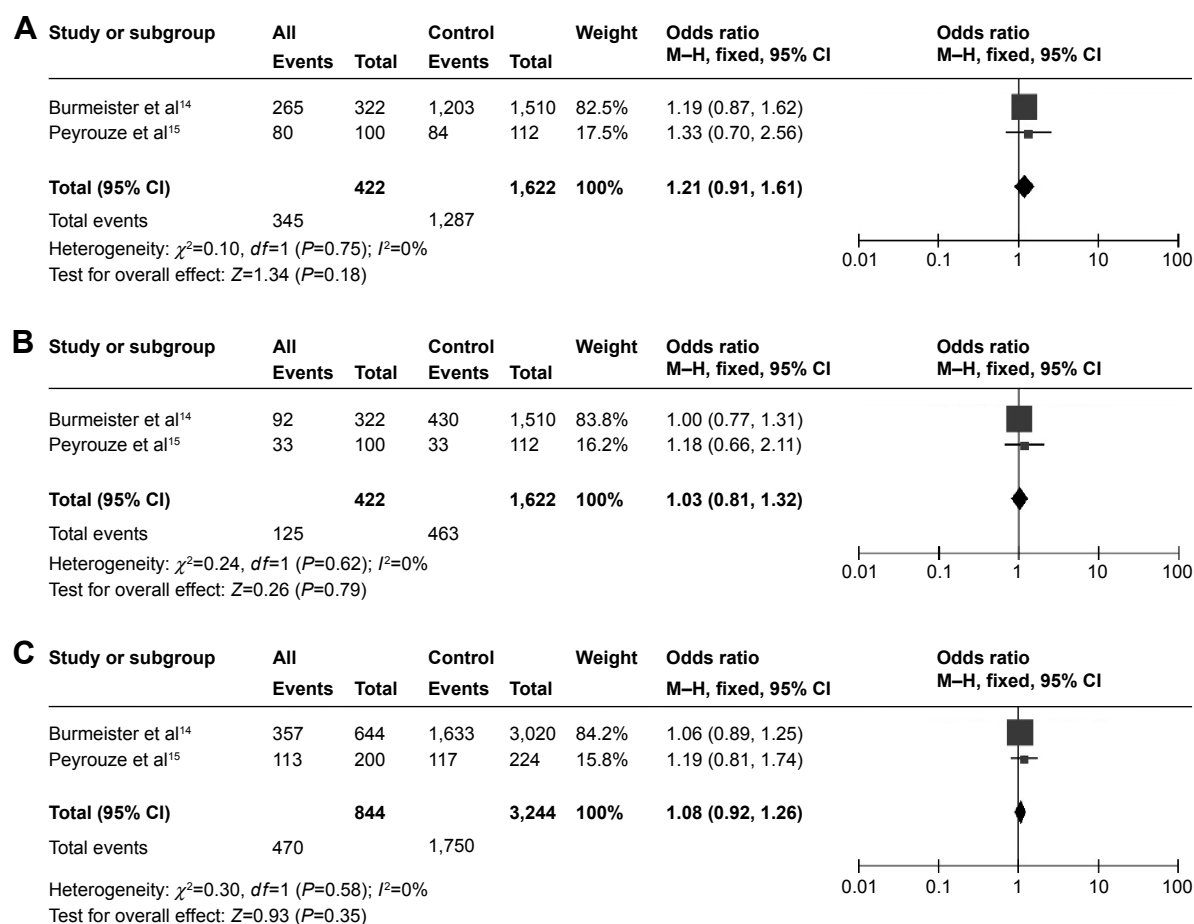 A Study or subgroup All Control Weight Odds ratio Odds ratio
Events Total Events Total M–H, fixed, 95% CI M–H, fixed, 95% CI
Burmeister et al¹⁴ 265 322 1,203 1,510 82.5% 1.19 (0.87, 1.62)
Peyrouze et al¹⁵ 80 100 84 112 17.5% 1.33 (0.70, 2.56)
Total (95% CI) 422 1,622 100% 1.21 (0.91, 1.61)
Total events 345 1,287
Heterogeneity: χ²=0.10, df=1 (P=0.75); I²=0%
Test for overall effect: Z=1.34 (P=0.18)
0.01 0.1 1 10 100
B Study or subgroup All Control Weight Odds ratio Odds ratio
Events Total Events Total M–H, fixed, 95% CI M–H, fixed, 95% CI
Burmeister et al¹⁴ 92 322 430 1,510 83.8% 1.00 (0.77, 1.31)
Peyrouze et al¹⁵ 33 100 33 112 16.2% 1.18 (0.66, 2.11)
Total (95% CI) 422 1,622 100% 1.03 (0.81, 1.32)
Total events 125 463
Heterogeneity: χ²=0.24, df=1 (P=0.62); I²=0%
Test for overall effect: Z=0.26 (P=0.79)
0.01 0.1 1 10 100
C Study or subgroup All Control Weight Odds ratio Odds ratio
Events Total Events Total M–H, fixed, 95% CI M–H, fixed, 95% CI
Burmeister et al¹⁴ 357 644 1,633 3,020 84.2% 1.06 (0.89, 1.25)
Peyrouze et al¹⁵ 113 200 117 224 15.8% 1.19 (0.81, 1.74)
Total (95% CI) 844 3,244 100% 1.08 (0.92, 1.26)
Total events 470 1,750
Heterogeneity: χ²=0.30, df=1 (P=0.58); I²=0%
Test for overall effect: Z=0.93 (P=0.35)
0.01 0.1 1 10 100